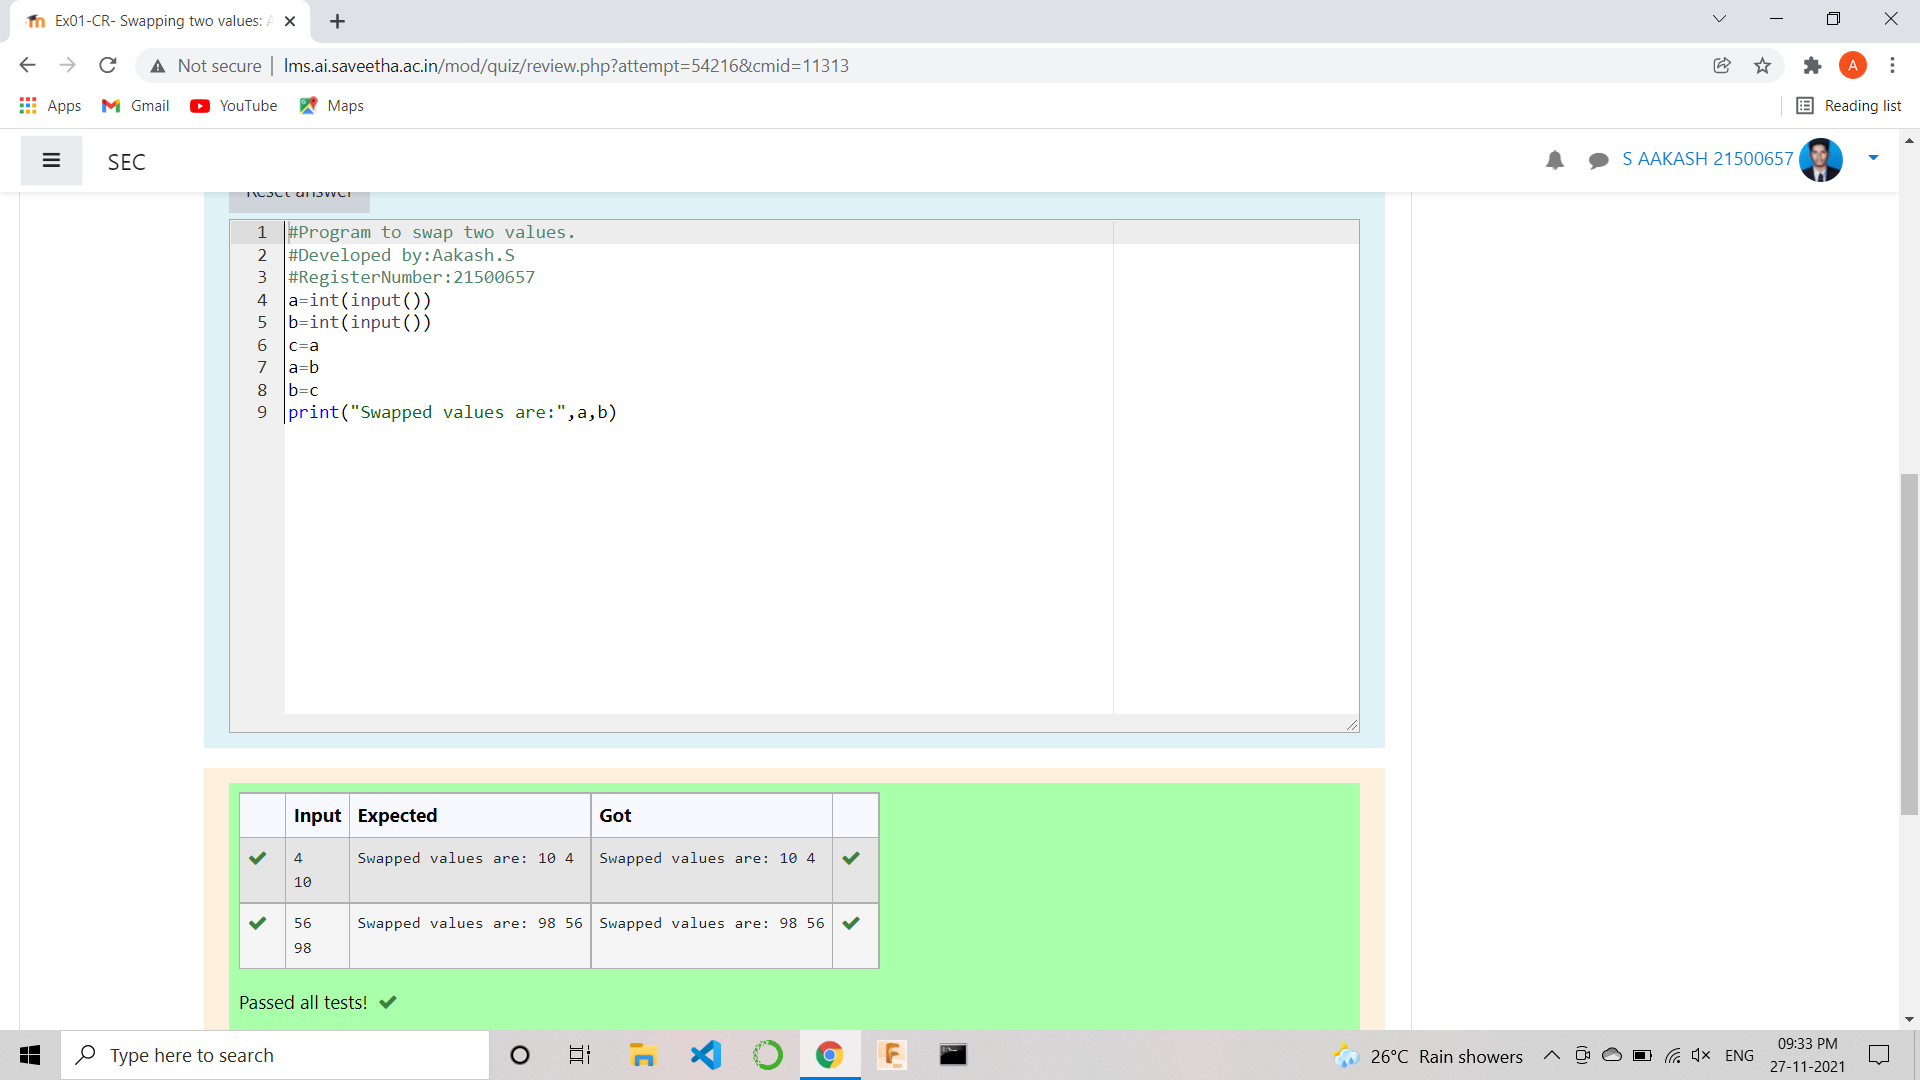 Ex01-CR- Swapping two values: A
Not secure
lms.ai.saveetha.ac.in/mod/quiz/review.php?attempt=54216&cmid=11313
A
Apps
Gmail
YouTube
Maps
Reading list
SEC
S AAKASH 21500657
Reset answer
1 #Program to swap two values.
2 #Developed by:Aakash.S
3 #RegisterNumber:21500657
4 a=int(input())
5 b=int(input())
6 c=a
7 a=b
8 b=c
9 print("Swapped values are:",a,b)
Input Expected Got
4 Swapped values are: 10 4 Swapped values are: 10 4
10
56 Swapped values are: 98 56 Swapped values are: 98 56
98
Passed all tests!
Type here to search
26°C Rain showers
ENG
09:33 PM
27-11-2021